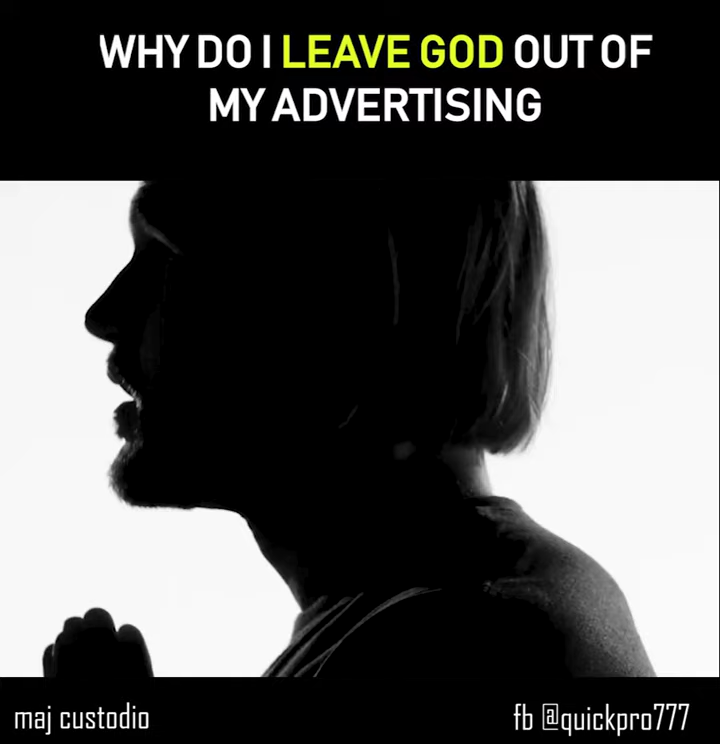 WHY DO I LEAVE GOD OUT OF
MY ADVERTISING
maj custodio
fb @quickpro777